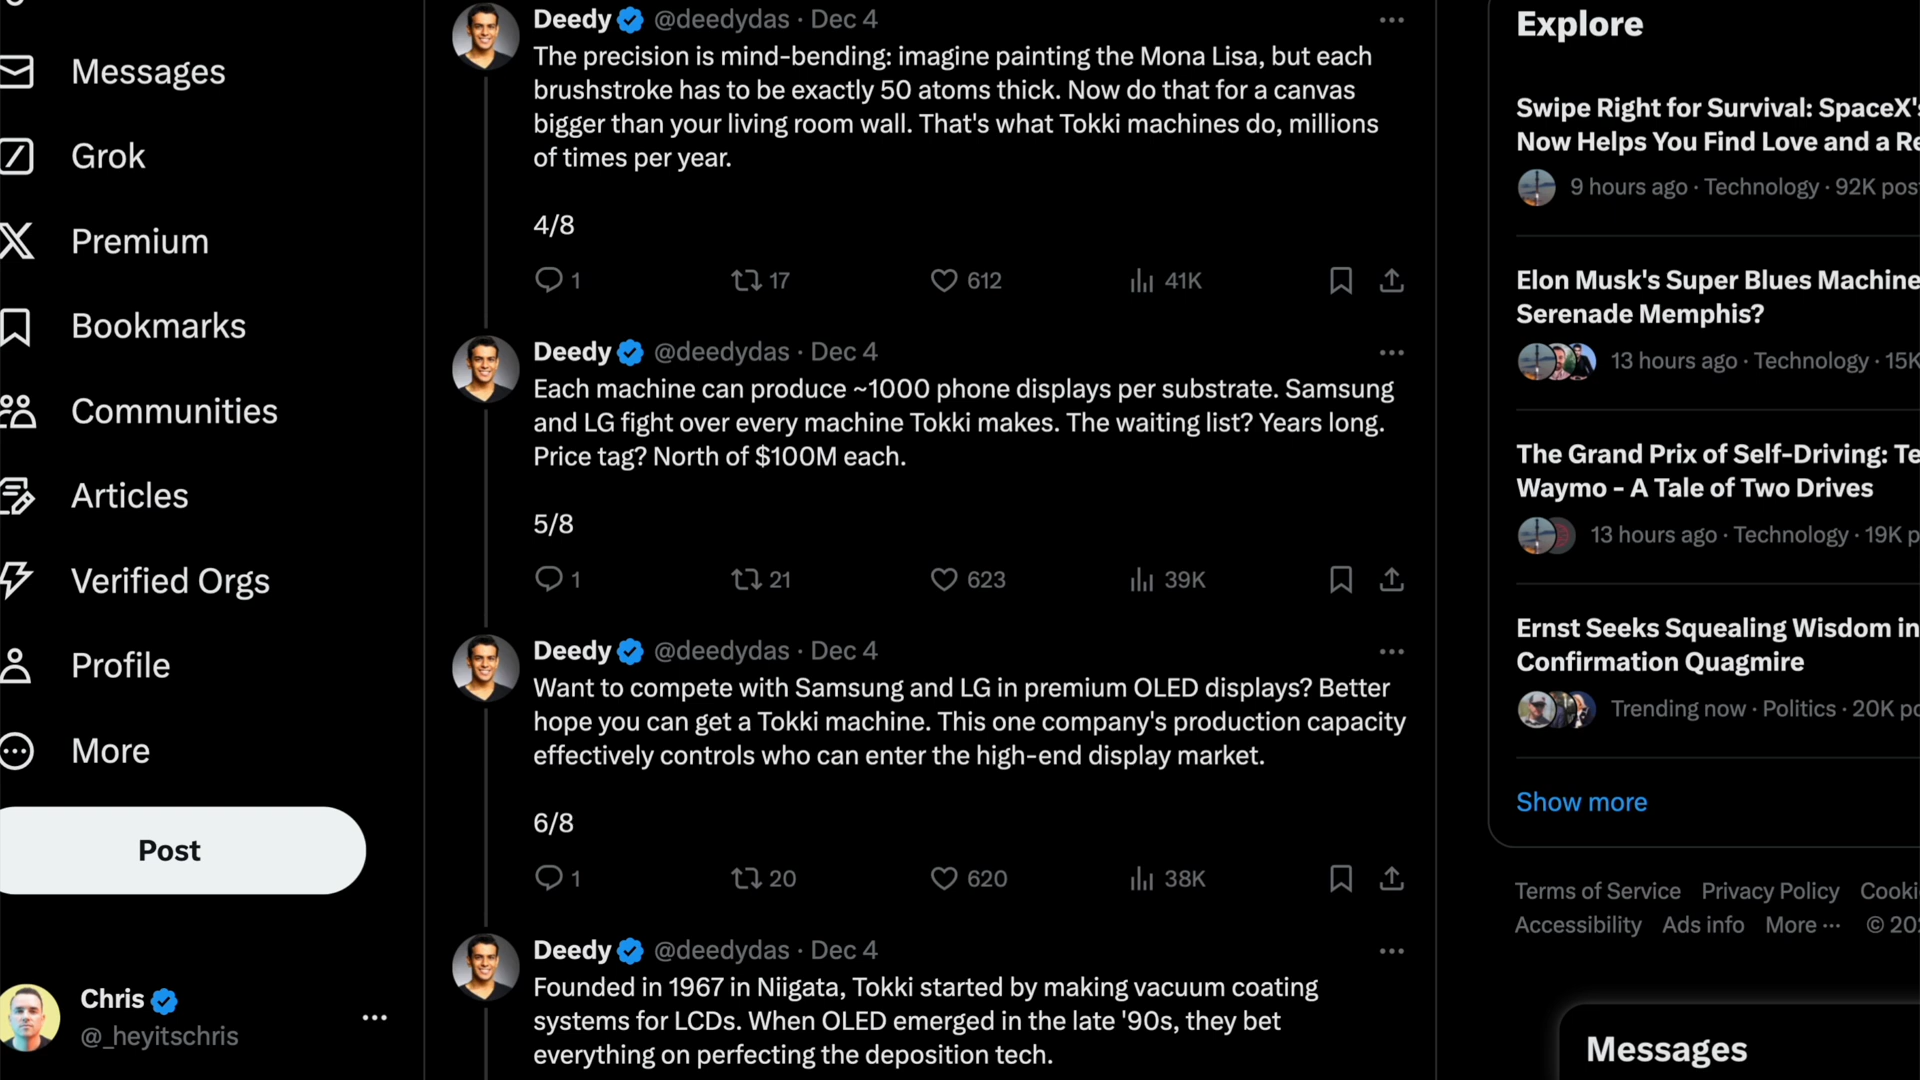 Messages
Grok
Premium
Bookmarks
Communities
Articles
Verified Orgs
Profile
More
Post
Chris
@_heyitschris
Deedy @deedydas · Dec 4
The precision is mind-bending: imagine painting the Mona Lisa, but each
brushstroke has to be exactly 50 atoms thick. Now do that for a canvas
bigger than your living room wall. That's what Tokki machines do, millions
of times per year.
4/8
1 17 612 41K
Deedy @deedydas · Dec 4
Each machine can produce ~1000 phone displays per substrate. Samsung
and LG fight over every machine Tokki makes. The waiting list? Years long.
Price tag? North of $100M each.
5/8
1 21 623 39K
Deedy @deedydas · Dec 4
Want to compete with Samsung and LG in premium OLED displays? Better
hope you can get a Tokki machine. This one company's production capacity
effectively controls who can enter the high-end display market.
6/8
1 20 620 38K
Deedy @deedydas · Dec 4
Founded in 1967 in Niigata, Tokki started by making vacuum coating
systems for LCDs. When OLED emerged in the late '90s, they bet
everything on perfecting the deposition tech.
Explore
Swipe Right for Survival: SpaceX's
Now Helps You Find Love and a
9 hours ago · Technology · 92K
Elon Musk's Super Blues Machine
Serenade Memphis?
13 hours ago · Technology · 15K
The Grand Prix of Self-Driving:
Waymo - A Tale of Two Drives
13 hours ago · Technology · 19K
Ernst Seeks Squealing Wisdom in
Confirmation Quagmire
Trending now · Politics · 20K
Show more
Terms of Service Privacy Policy
Accessibility Ads info More ··· ©
Messages